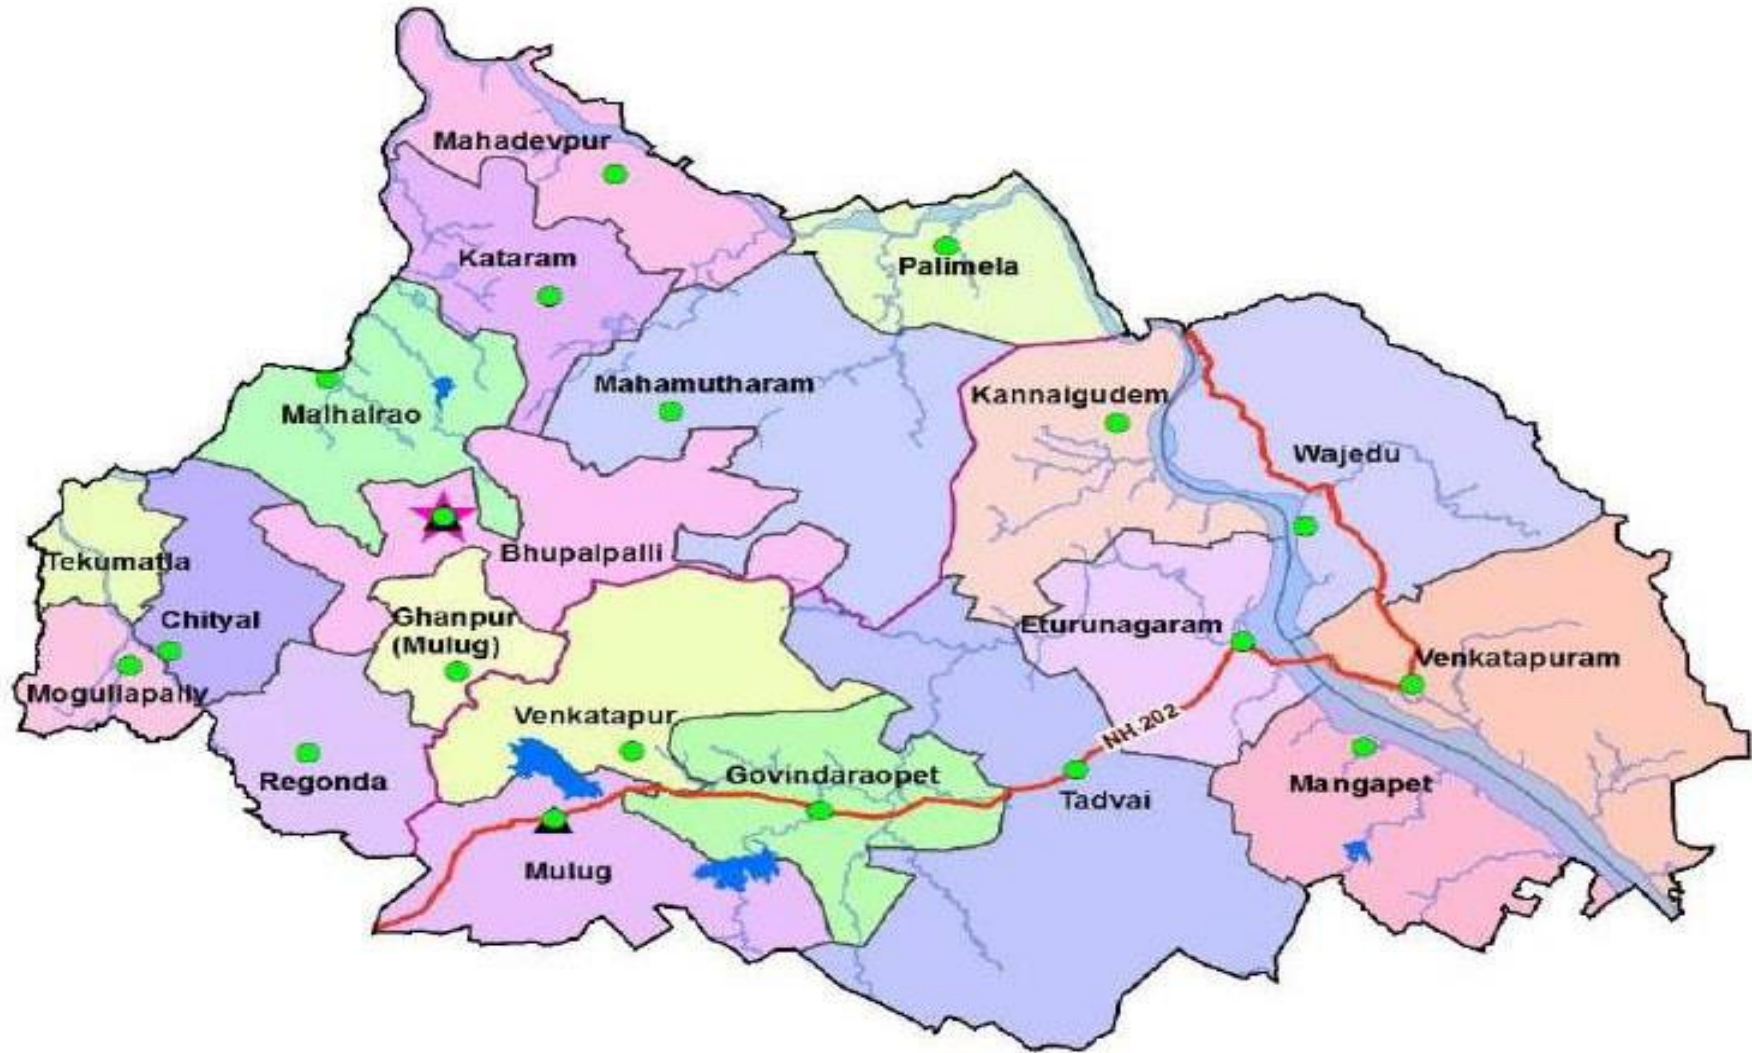 Mahadevpur
Kataram
Palimela
Malhalrao
Mahamutharam
Kannaigudem
Wajedu
Tekumatla
Bhupalpalli
Chityal
Ghanpur
(Mulug)
Eturunagaram
Venkatapuram
Mogullapally
Venkatapur
NH 202
Regonda
Govindaraopet
Tadvai
Mangapet
Mulug